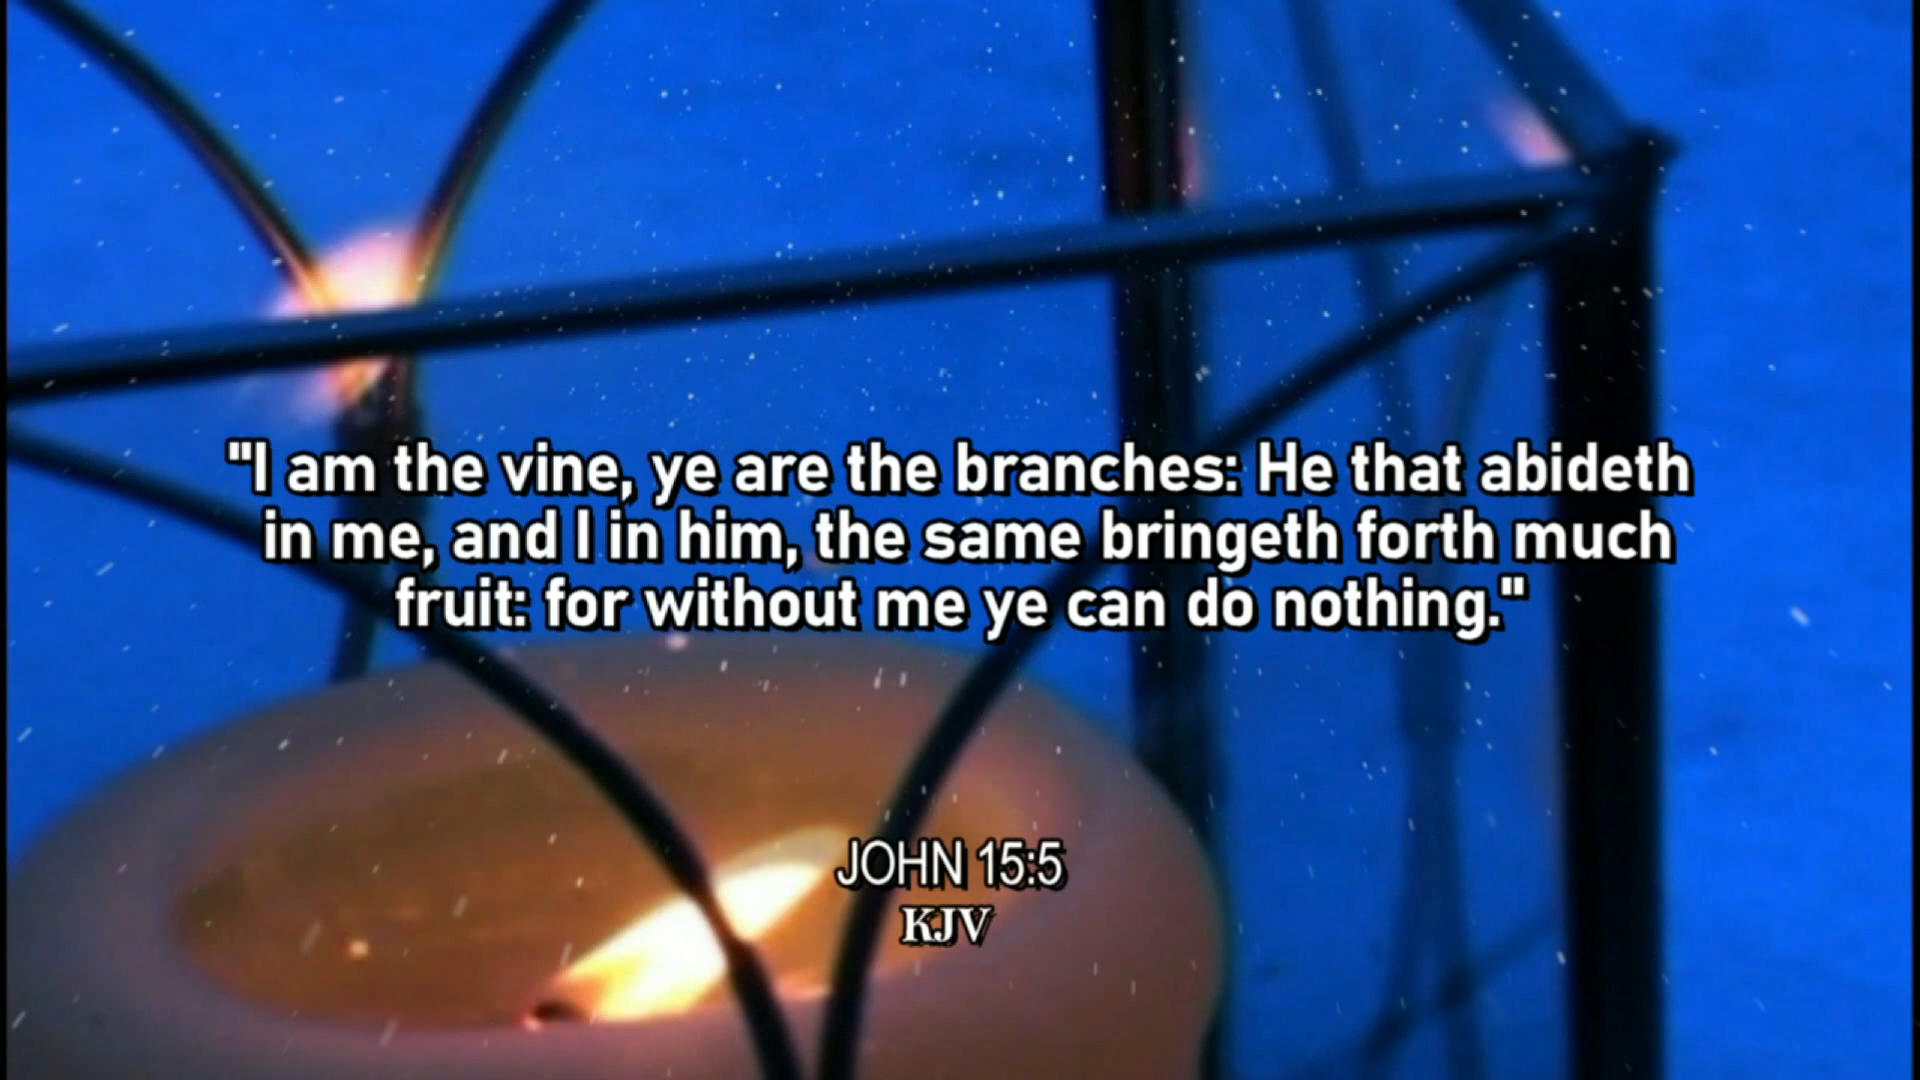 "I am the vine, ye are the branches: He that abideth
in me, and I in him, the same bringeth forth much
fruit: for without me ye can do nothing."
JOHN 15:5
KJV